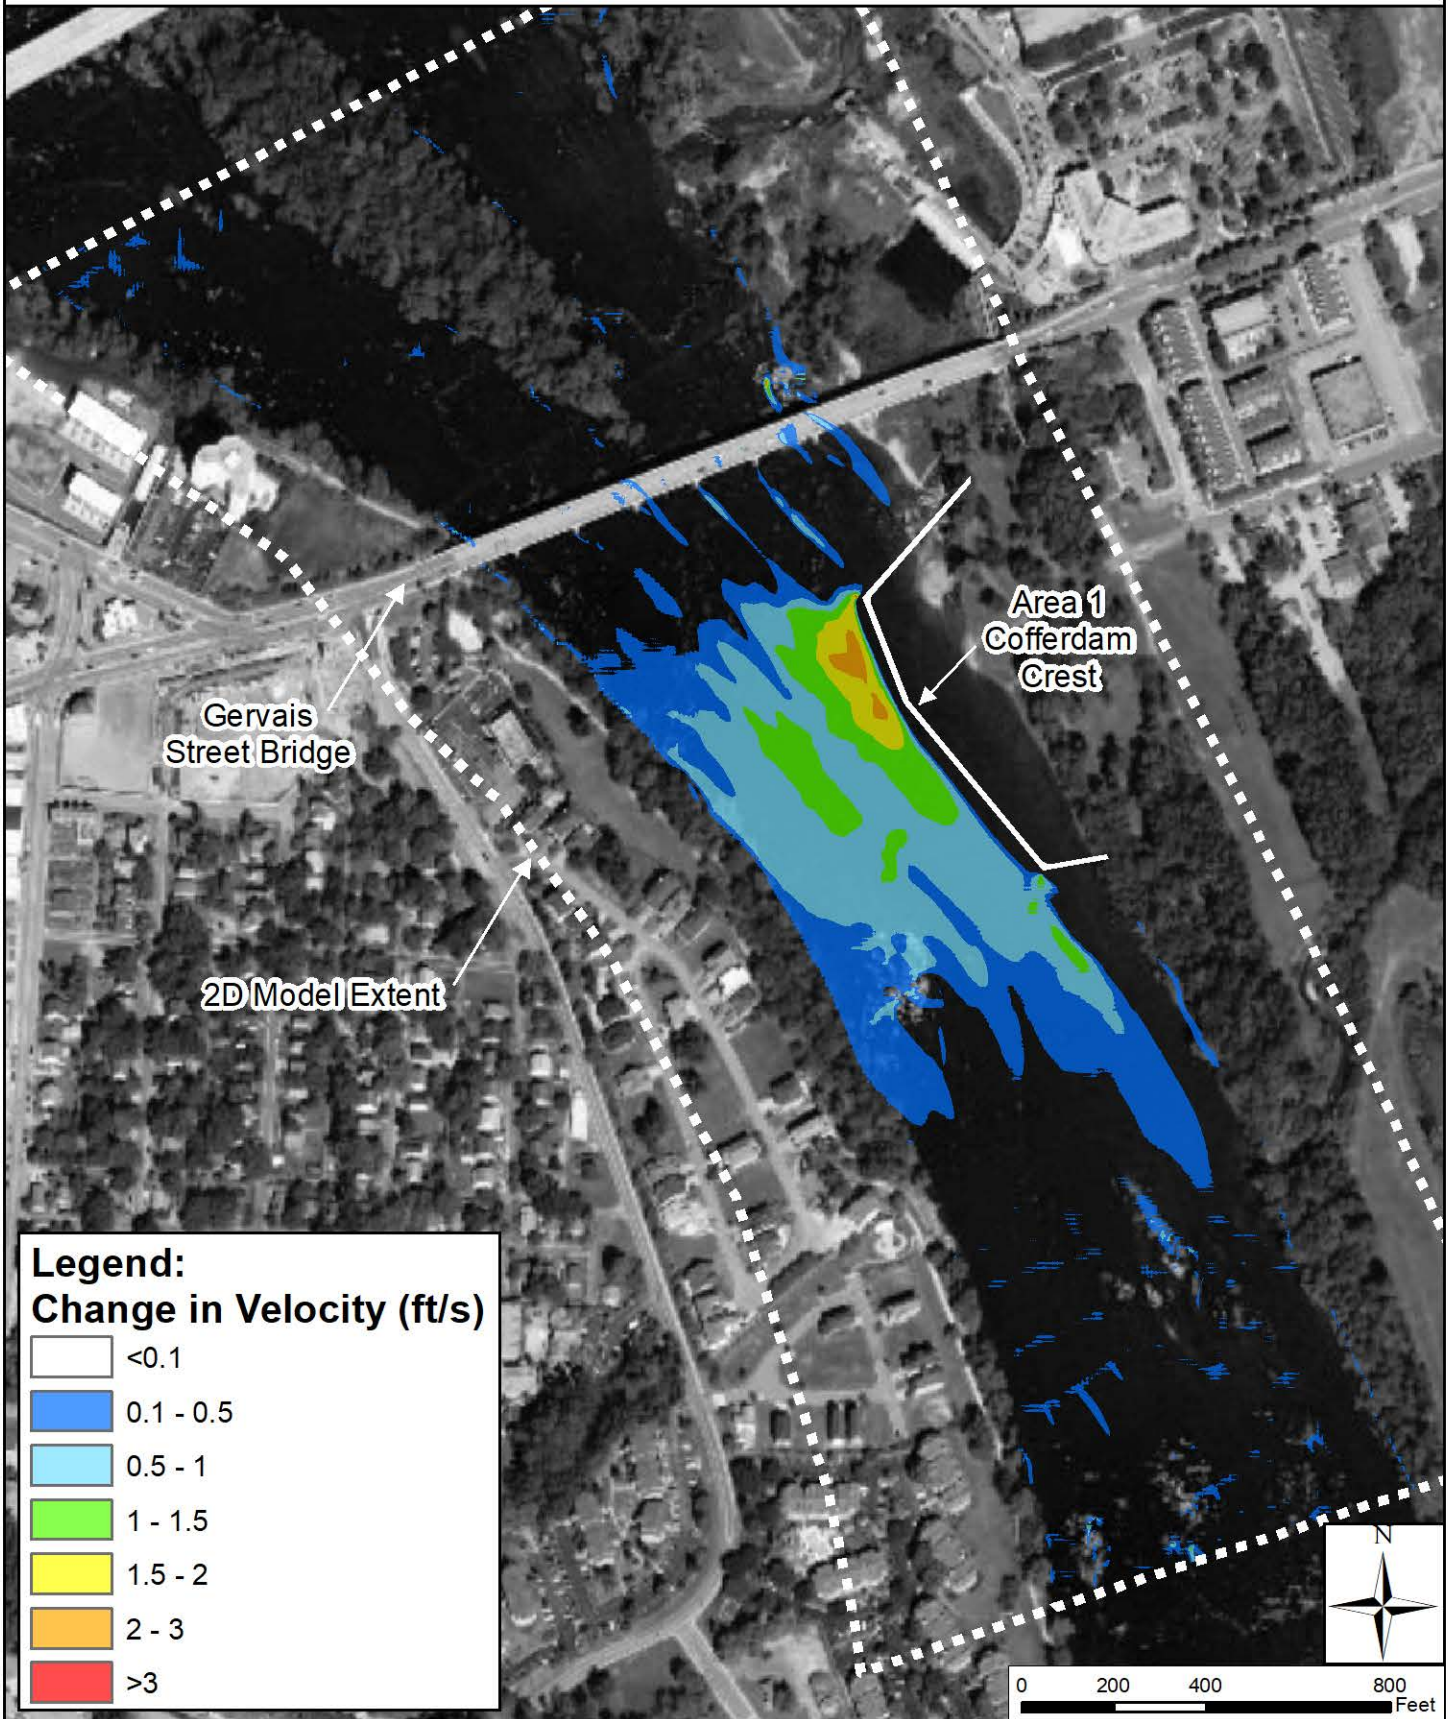 Area 1
Cofferdam
Crest
Gervais
Street Bridge
2D Model Extent
Legend:
Change in Velocity (ft/s)
<0.1
0.1 - 0.5
0.5 - 1
1 - 1.5
1.5 - 2
2 - 3
>3
N
0 200 400 800
Feet